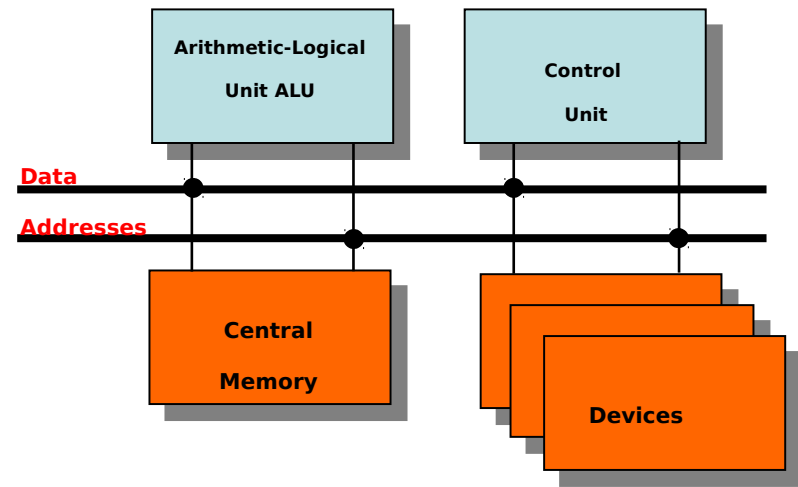 Arithmetic-Logical
Unit ALU
Control
Unit
Data
Addresses
Central
Memory
Devices